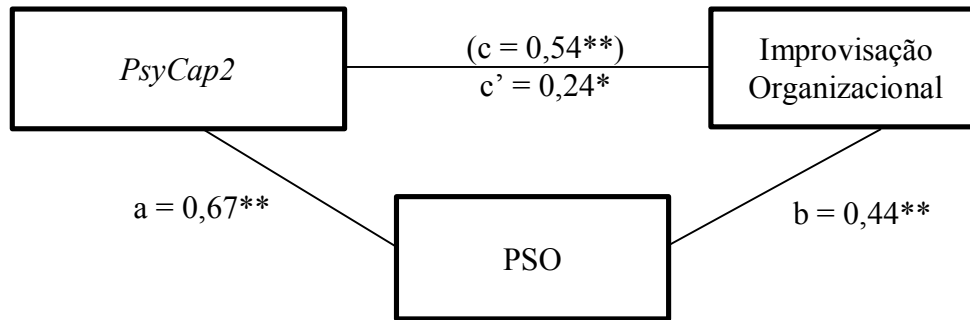 PsyCap2
(c = 0,54**)
c’ = 0,24*
Improvisação
Organizacional
a = 0,67**
b = 0,44**
PSO